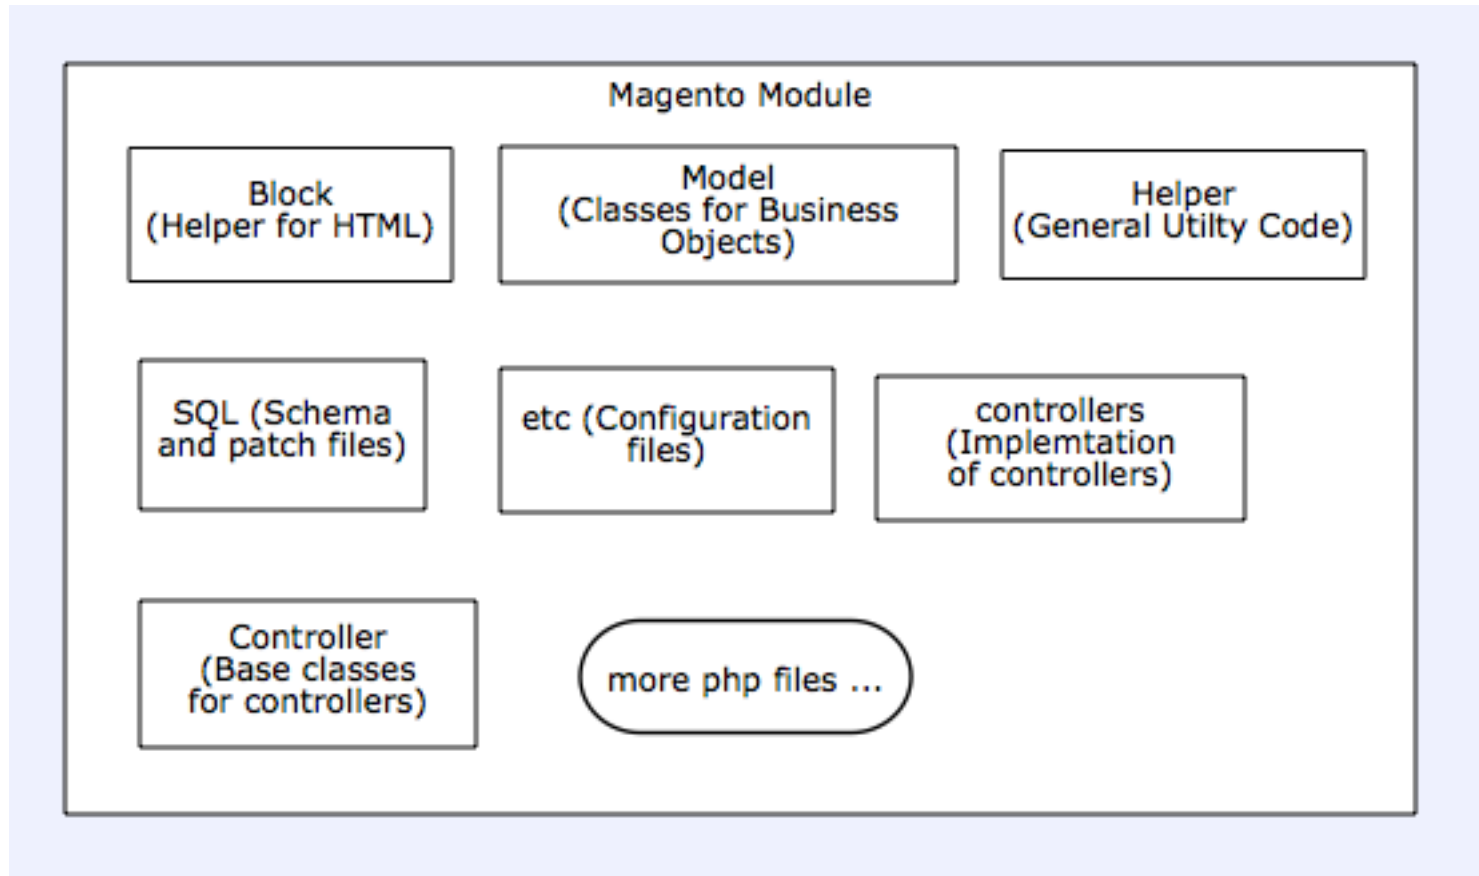 Magento Module
Block
(Helper for HTML)
Model
(Classes for Business
Objects)
Helper
(General Utilty Code)
SQL (Schema
and patch files)
etc (Configuration
files)
controllers
(Implemtation
of controllers)
Controller
(Base classes
for controllers)
more php files ...